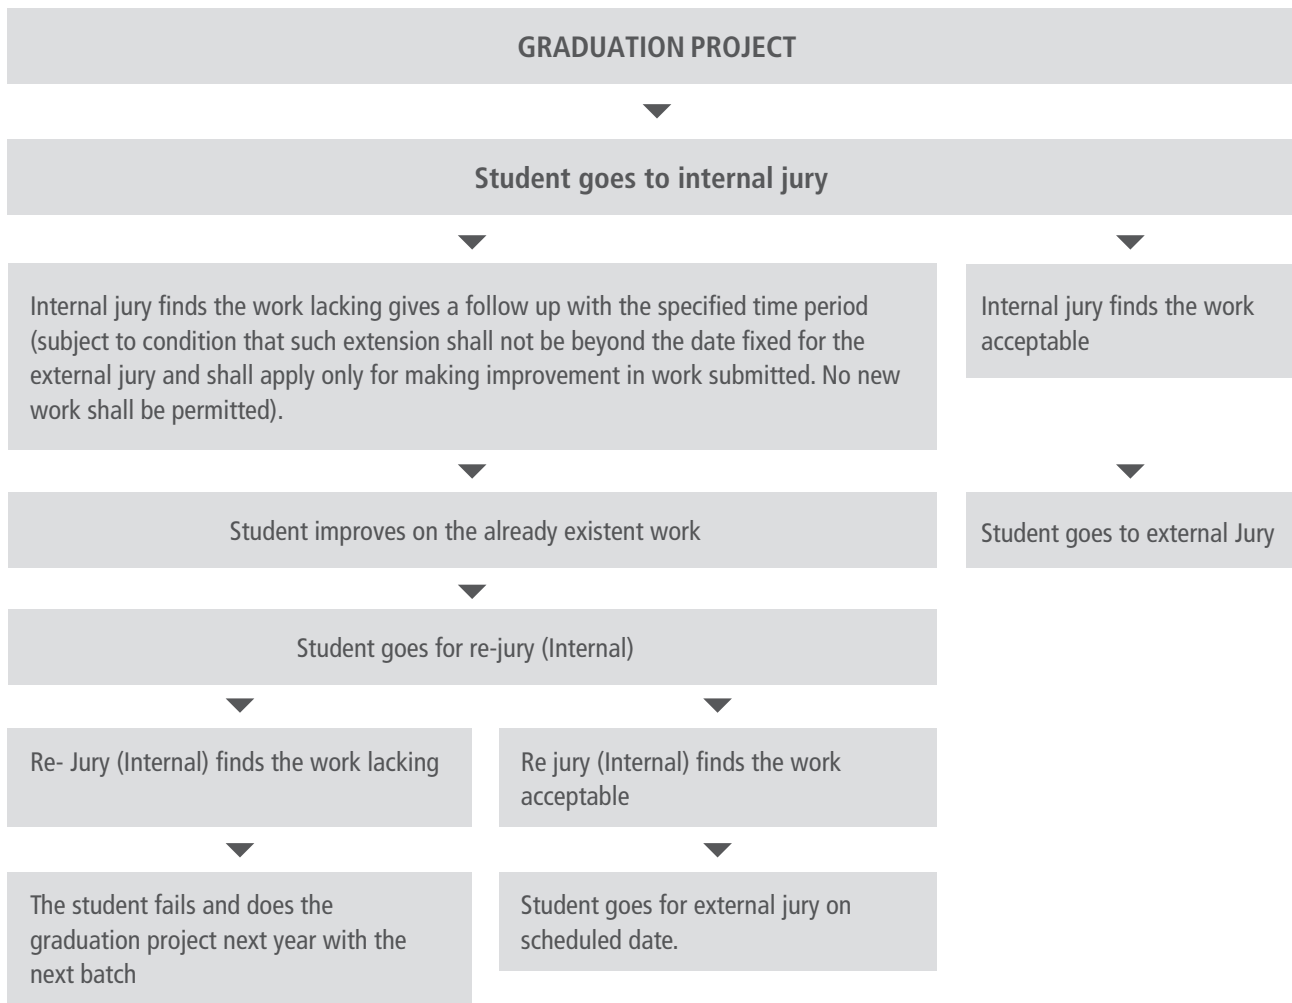 GRADUATION PROJECT
Student goes to internal jury
Internal jury finds the work lacking gives a follow up with the specified time period
(subject to condition that such extension shall not be beyond the date fixed for the
external jury and shall apply only for making improvement in work submitted. No new
work shall be permitted).
Internal jury finds the work
acceptable
Student improves on the already existent work
Student goes to external Jury
Student goes for re-jury (Internal)
Re- Jury (Internal) finds the work lacking
Re jury (Internal) finds the work
acceptable
The student fails and does the
graduation project next year with the
next batch
Student goes for external jury on
scheduled date.